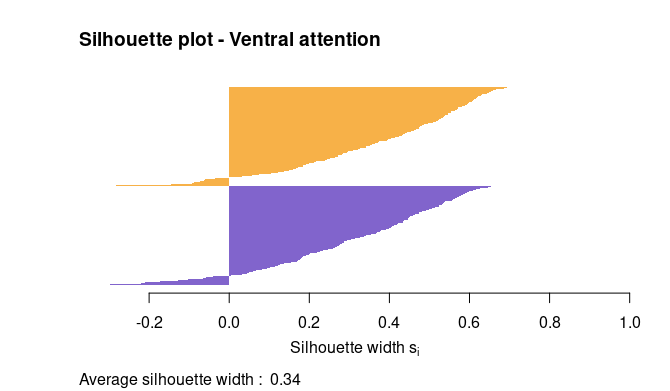 Silhouette plot - Ventral attention
-0.2 0.0 0.2 0.4 0.6 0.8 1.0
Silhouette width si
Average silhouette width : 0.34